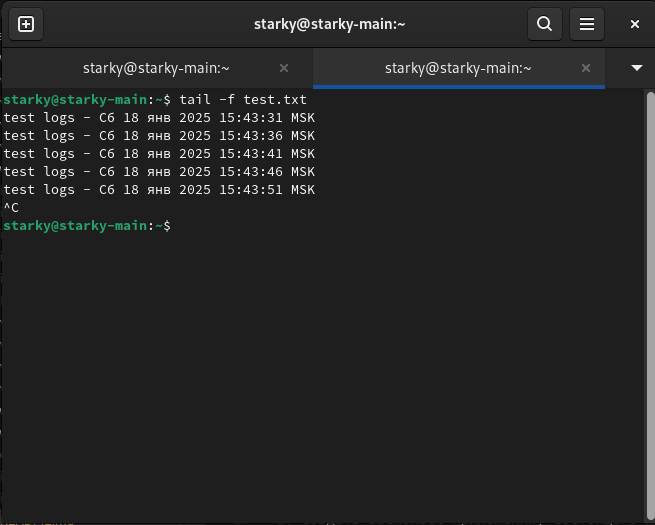 starky@starky-main:~
starky@starky-main:~
starky@starky-main:~
starky@starky-main:~$ tail -f test.txt
test logs - Сб 18 янв 2025 15:43:31 MSK
test logs - Сб 18 янв 2025 15:43:36 MSK
test logs - Сб 18 янв 2025 15:43:41 MSK
test logs - Сб 18 янв 2025 15:43:46 MSK
test logs - Сб 18 янв 2025 15:43:51 MSK
^C
starky@starky-main:~$